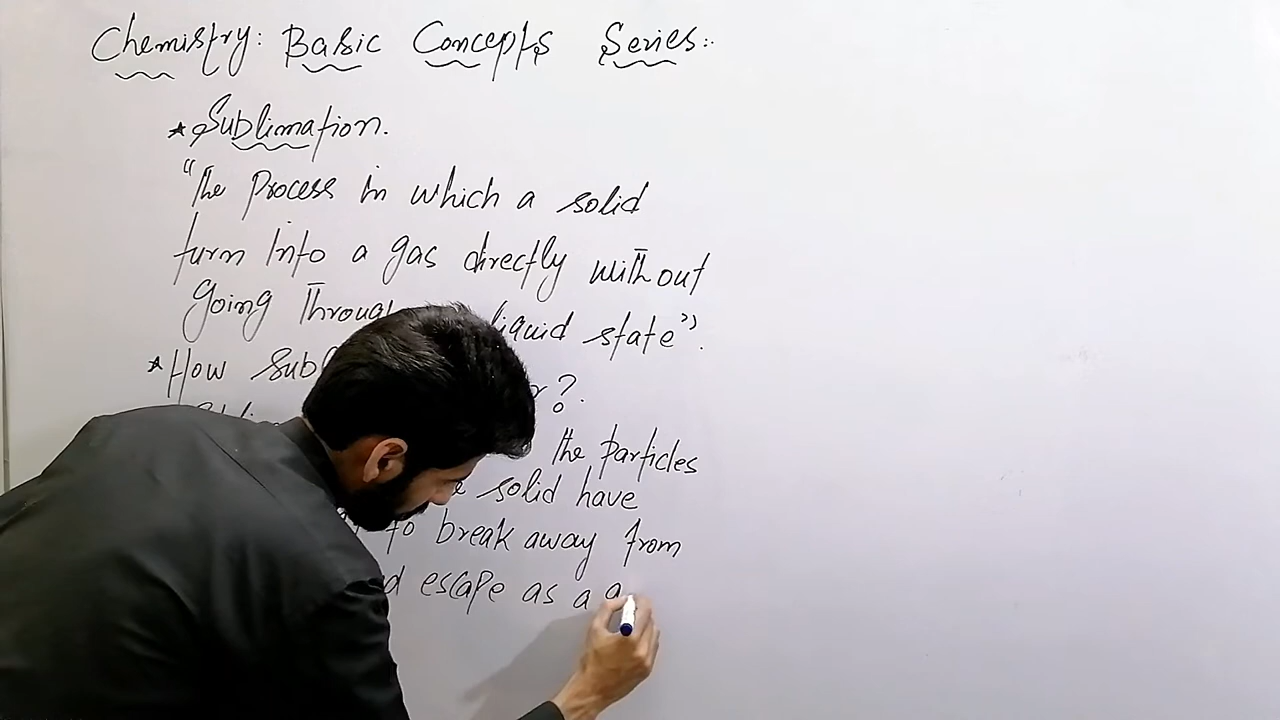 Chemistry: Basic Concepts Series:.
* Sublimation.
"The Process in which a solid
turn into a gas directly without
going Through liquid state".
* How ?
the particles
solid have
to break away from
escape as a